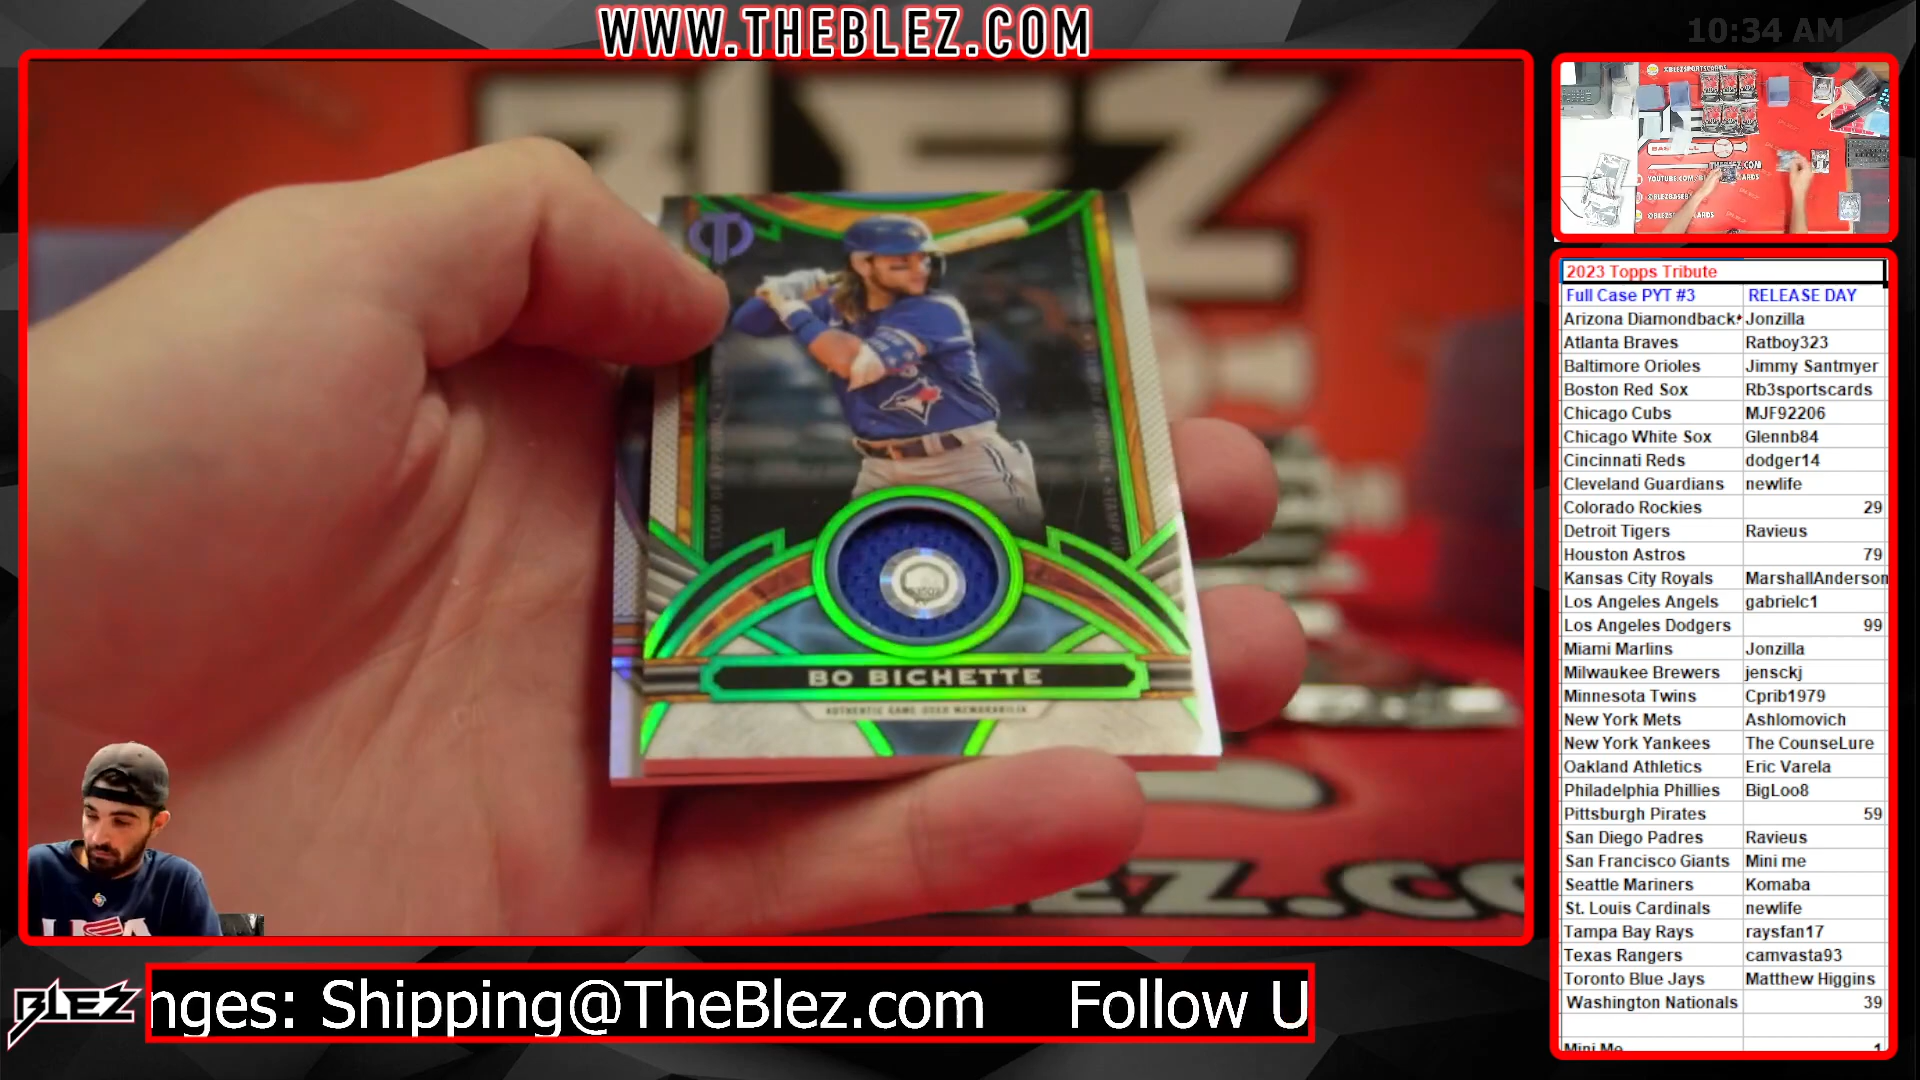 WWW.THEBLEZ.COM
10:34 AM
BLEZ
BO BICHETTE
AUTHENTIC GAME-USED MEMORABILIA
BLEZ
nges: Shipping@TheBlez.com Follow U
2023 Topps Tribute
Full Case PYT #3 RELEASE DAY
Arizona Diamondback Jonzilla
Atlanta Braves Ratboy323
Baltimore Orioles Jimmy Santmyer
Boston Red Sox Rb3sportscards
Chicago Cubs MJF92206
Chicago White Sox Glennb84
Cincinnati Reds dodger14
Cleveland Guardians newlife
Colorado Rockies 29
Detroit Tigers Ravieus
Houston Astros 79
Kansas City Royals MarshallAnderson
Los Angeles Angels gabrielc1
Los Angeles Dodgers 99
Miami Marlins Jonzilla
Milwaukee Brewers jensckj
Minnesota Twins Cprib1979
New York Mets Ashlomovich
New York Yankees The CounseLure
Oakland Athletics Eric Varela
Philadelphia Phillies BigLoo8
Pittsburgh Pirates 59
San Diego Padres Ravieus
San Francisco Giants Mini me
Seattle Mariners Komaba
St. Louis Cardinals newlife
Tampa Bay Rays raysfan17
Texas Rangers camvasta93
Toronto Blue Jays Matthew Higgins
Washington Nationals 39
Mini Me 1